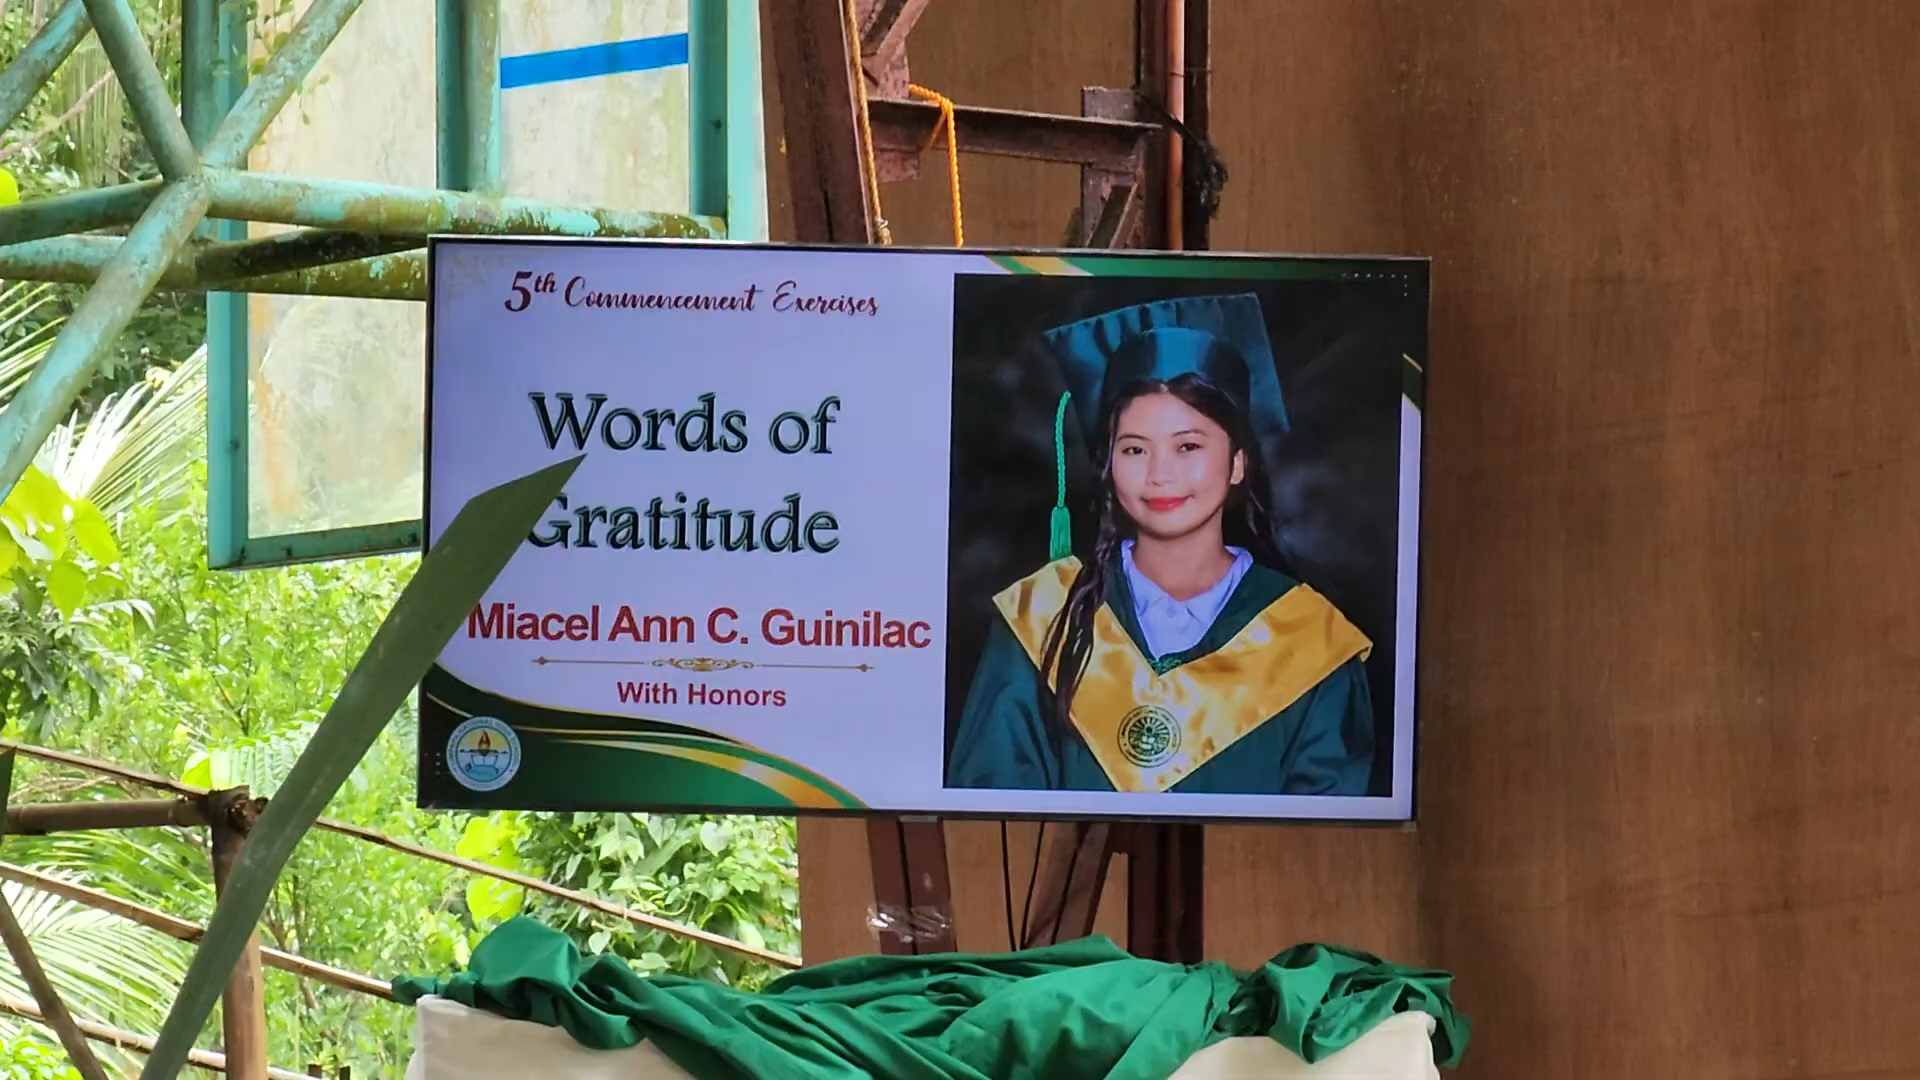 5th Commencement Exercises
Words of
Gratitude
Miacel Ann C. Guinilac
With Honors